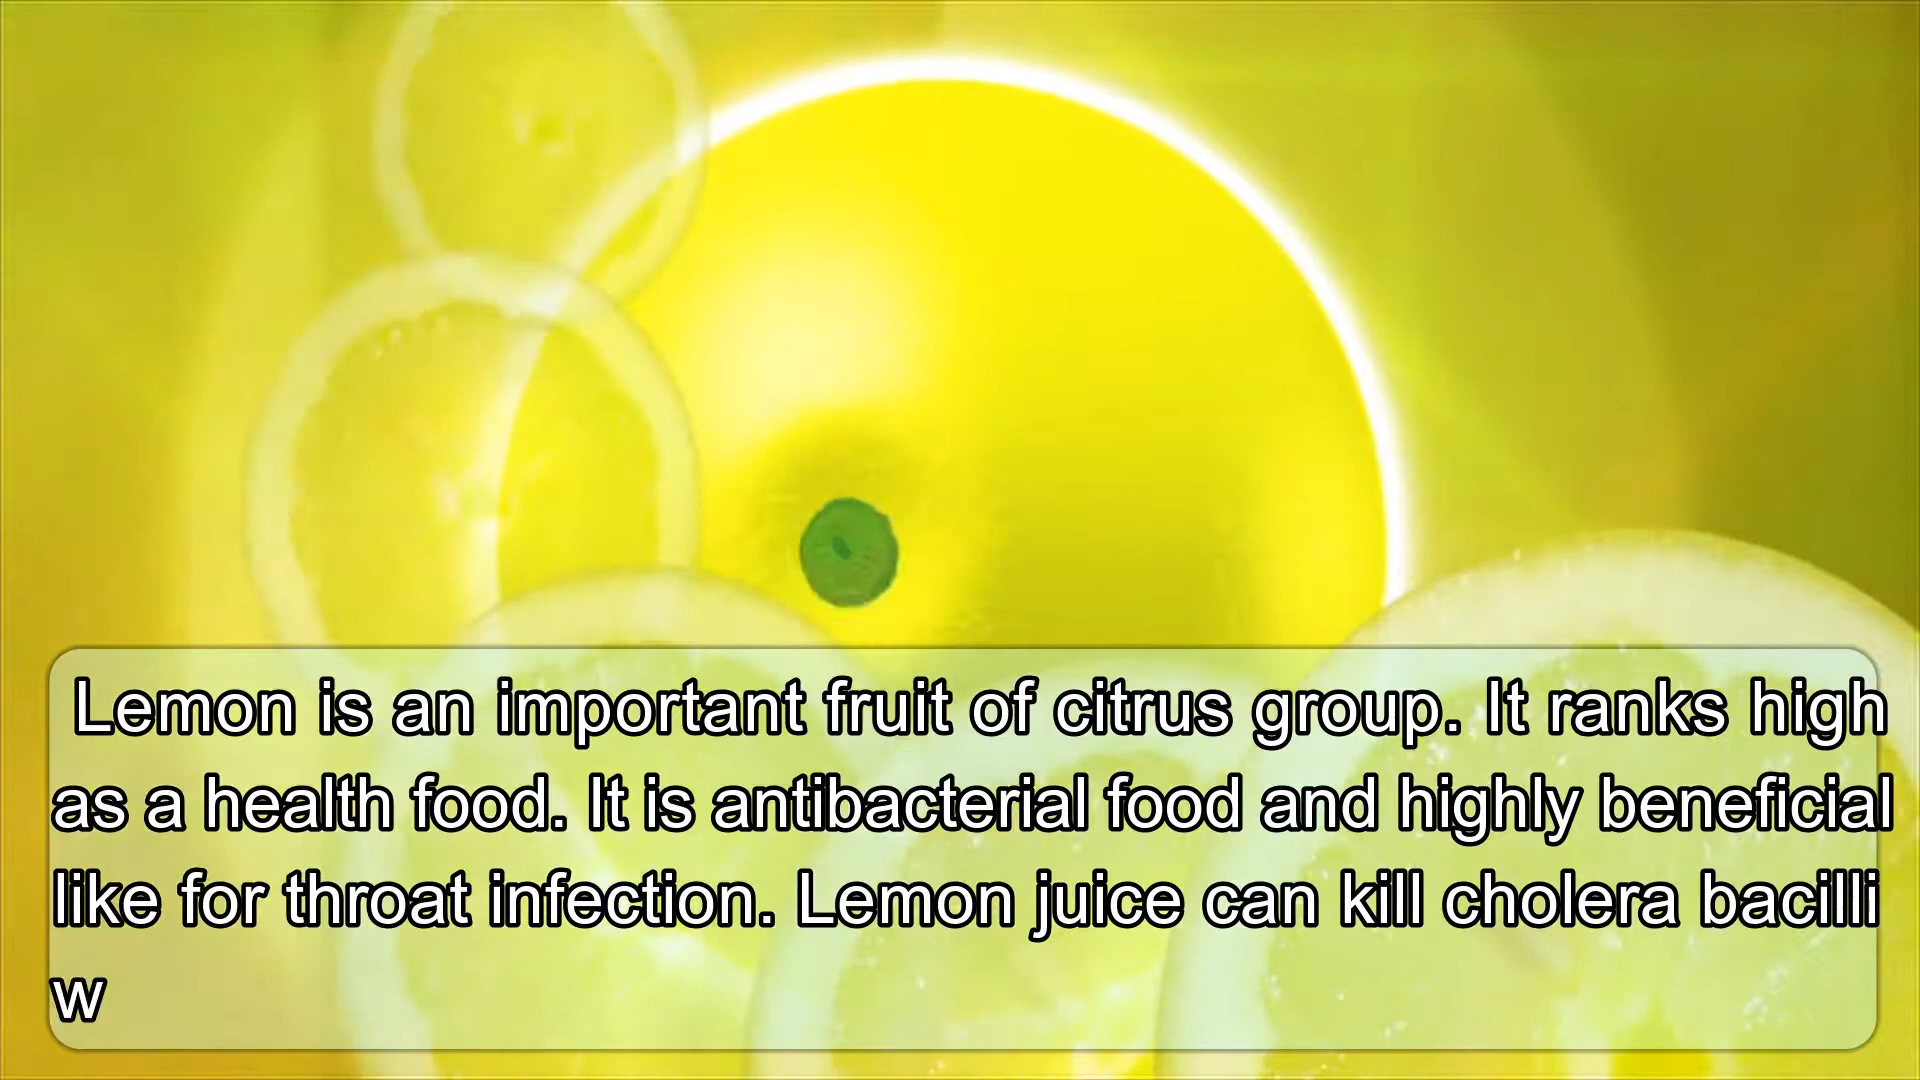 Lemon is an important fruit of citrus group. It ranks high
as a health food. It is antibacterial food and highly beneficial
like for throat infection. Lemon juice can kill cholera bacilli
w